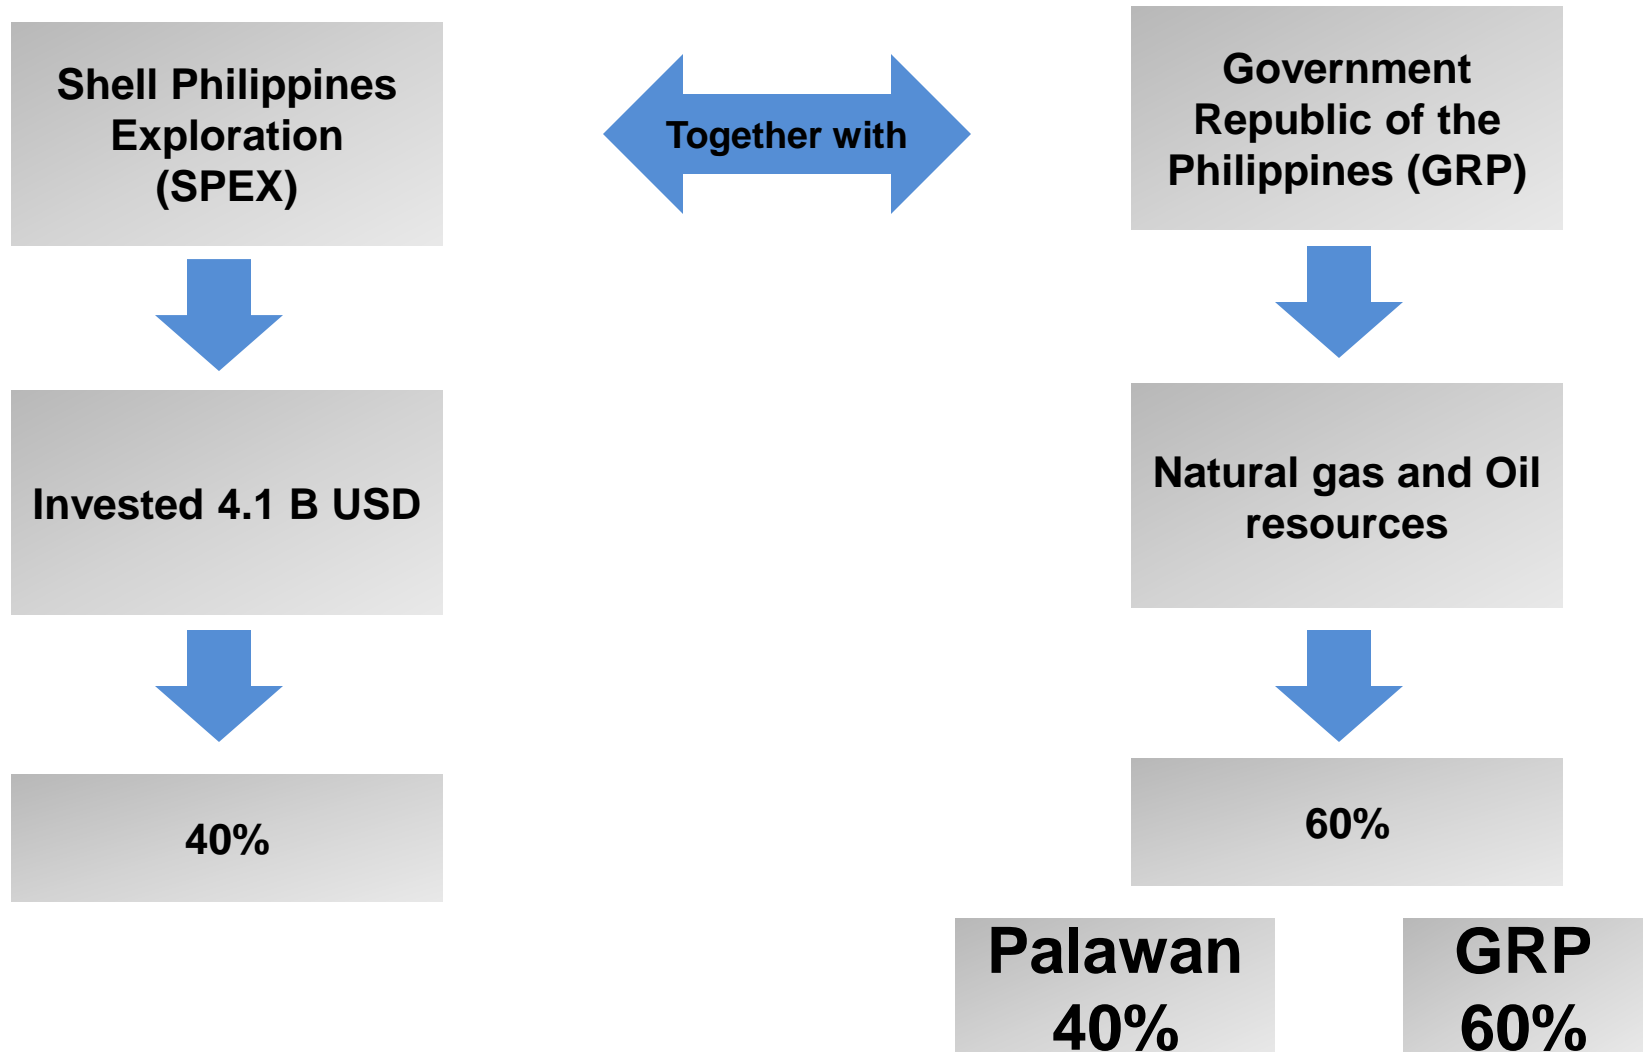 Shell Philippines
Exploration
(SPEX)
Together with
Government
Republic of the
Philippines (GRP)
Invested 4.1 B USD
Natural gas and Oil
resources
40%
60%
Palawan
40%
GRP
60%